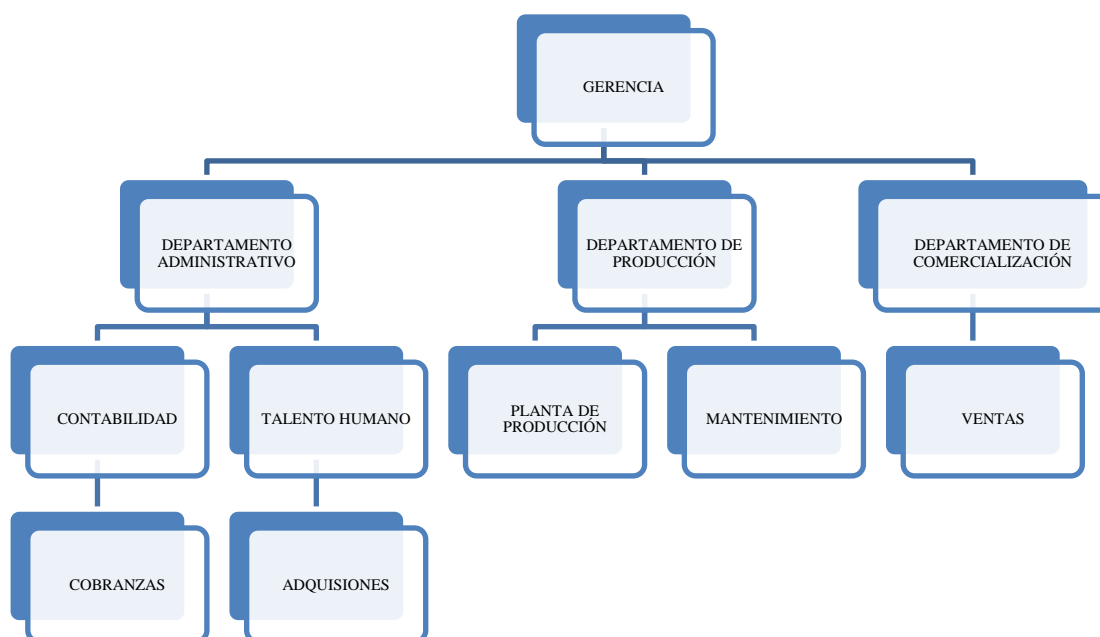 GERENCIA
DEPARTAMENTO
ADMINISTRATIVO
DEPARTAMENTO DE
PRODUCCIÓN
DEPARTAMENTO DE
COMERCIALIZACIÓN
CONTABILIDAD
TALENTO HUMANO
PLANTA DE
PRODUCCIÓN
MANTENIMIENTO
VENTAS
COBRANZAS
ADQUISIONES